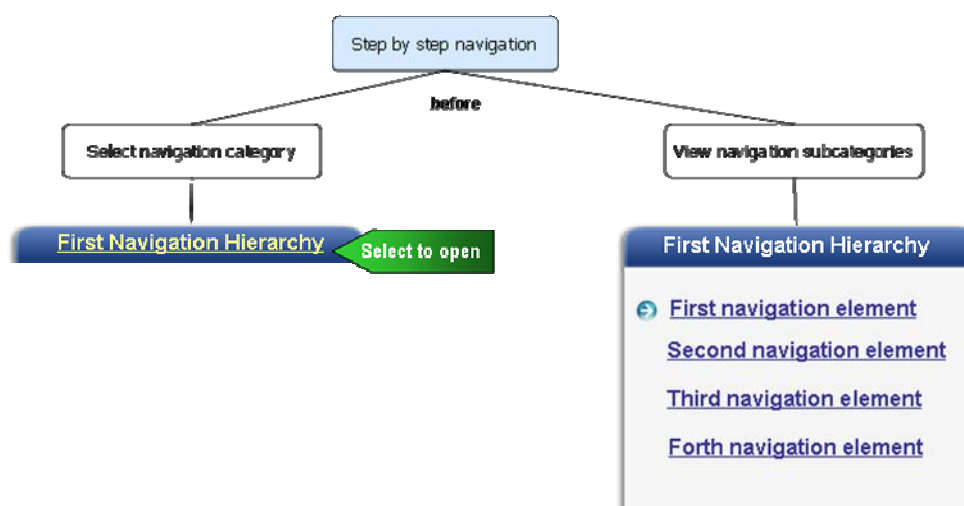 Step by step navigation
before
Select navigation category
View navigation subcategories
First Navigation Hierarchy
Select to open
First Navigation Hierarchy
First navigation element
Second navigation element
Third navigation element
Forth navigation element